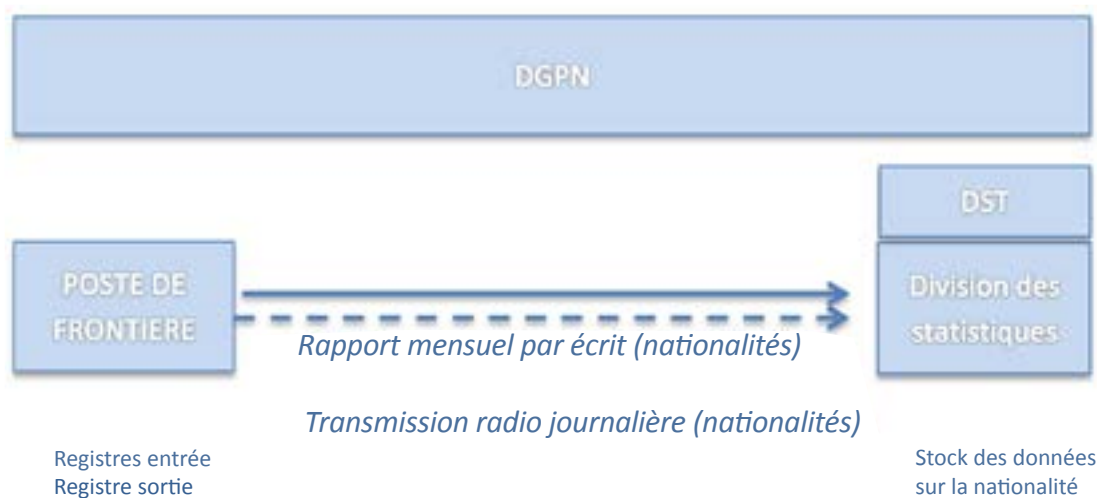 DGPN
DST
POSTE DE
FRONTIERE
Division des
statistiques
Rapport mensuel par écrit (nationalités)
Transmission radio journalière (nationalités)
Registres entrée
Registre sortie
Stock des données
sur la nationalité